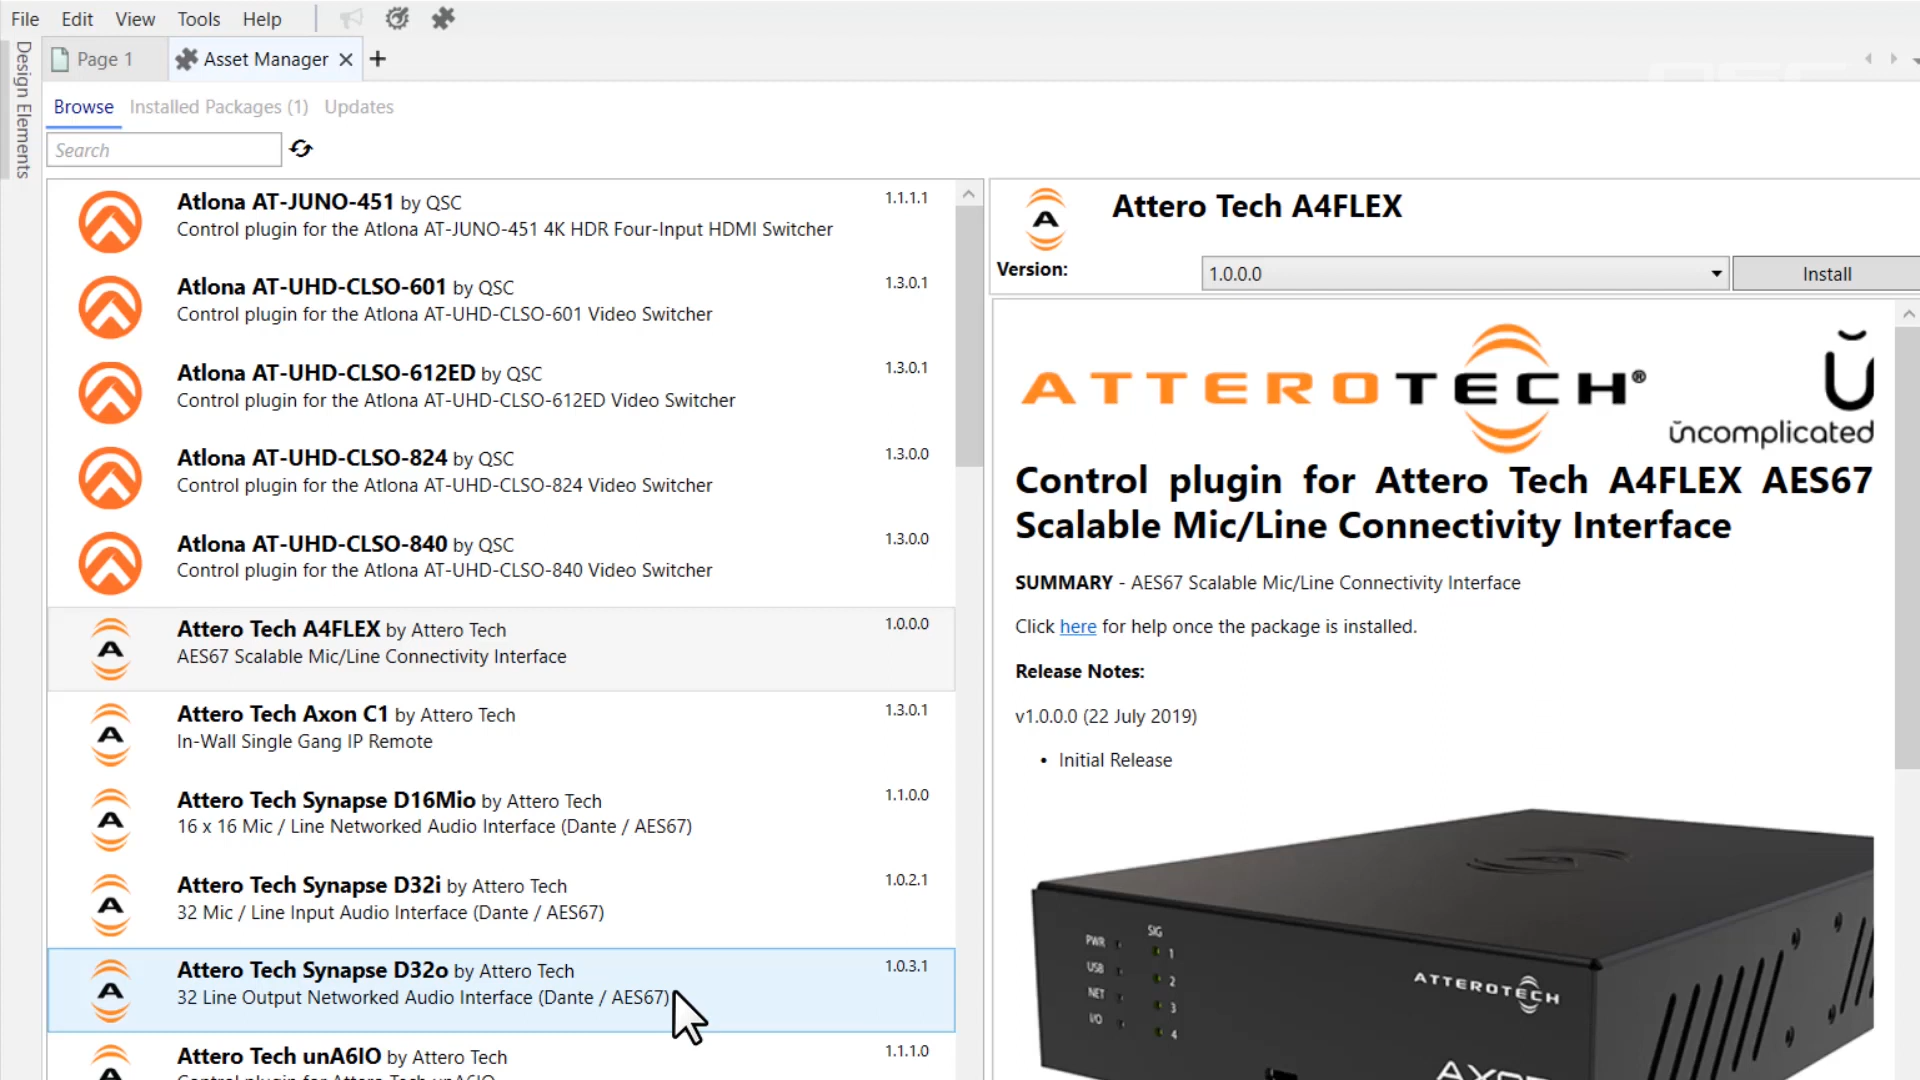 File Edit View Tools Help
Design Elements
Page 1
Asset Manager
Browse Installed Packages (1) Updates
Search
Atlona AT-JUNO-451 by QSC 1.1.1.1
Control plugin for the Atlona AT-JUNO-451 4K HDR Four-Input HDMI Switcher
Atlona AT-UHD-CLSO-601 by QSC 1.3.0.1
Control plugin for the Atlona AT-UHD-CLSO-601 Video Switcher
Atlona AT-UHD-CLSO-612ED by QSC 1.3.0.1
Control plugin for the Atlona AT-UHD-CLSO-612ED Video Switcher
Atlona AT-UHD-CLSO-824 by QSC 1.3.0.0
Control plugin for the Atlona AT-UHD-CLSO-824 Video Switcher
Atlona AT-UHD-CLSO-840 by QSC 1.3.0.0
Control plugin for the Atlona AT-UHD-CLSO-840 Video Switcher
A
Attero Tech A4FLEX by Attero Tech 1.0.0.0
AES67 Scalable Mic/Line Connectivity Interface
A
Attero Tech Axon C1 by Attero Tech 1.3.0.1
In-Wall Single Gang IP Remote
A
Attero Tech Synapse D16Mio by Attero Tech 1.1.0.0
16 x 16 Mic / Line Networked Audio Interface (Dante / AES67)
A
Attero Tech Synapse D32i by Attero Tech 1.0.2.1
32 Mic / Line Input Audio Interface (Dante / AES67)
A
Attero Tech Synapse D32o by Attero Tech 1.0.3.1
32 Line Output Networked Audio Interface (Dante / AES67)
A
Attero Tech unA6IO by Attero Tech 1.1.1.0
Control plugin for Attero Tech unA6IO
A
Attero Tech A4FLEX
Version: 1.0.0.0 Install
ATTEROTECH®
ŭncomplicated
Control plugin for Attero Tech A4FLEX AES67
Scalable Mic/Line Connectivity Interface
SUMMARY - AES67 Scalable Mic/Line Connectivity Interface
Click here for help once the package is installed.
Release Notes:
v1.0.0.0 (22 July 2019)
• Initial Release
SIG
PWR 1
USB 2
NET 3
I/O 4
ATTEROTECH